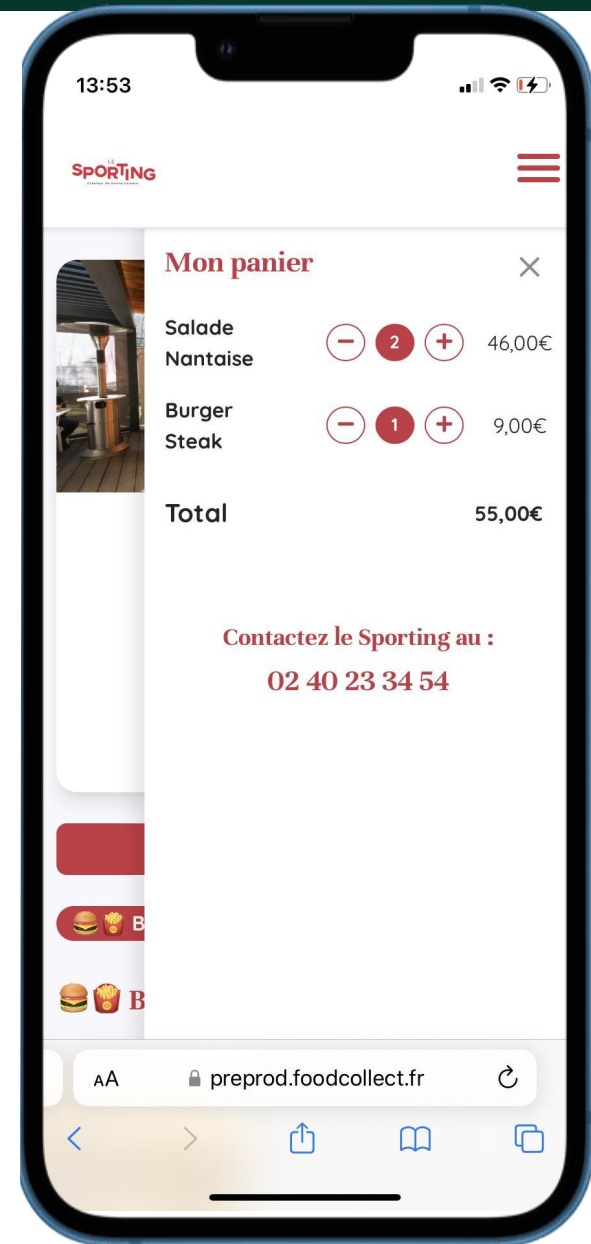 13:53
LE
SPORTING
Mon panier
Salade
Nantaise
2
46,00€
Burger
Steak
1
9,00€
Total
55,00€
Contactez le Sporting au :
02 40 23 34 54
B
B
AA
preprod.foodcollect.fr